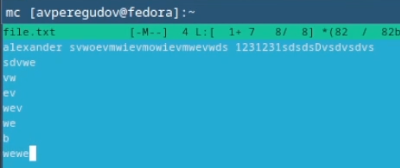 mc [avperegudov@fedora]:~
file.txt [-M--] 4 L:[ 1+ 7 8/ 8] *(82 / 82b
alexander svwoevmwievmowievmwevwds 1231231sdsdsDvsdvsdvs
sdvwe
vw
ev
wev
we
b
wewe